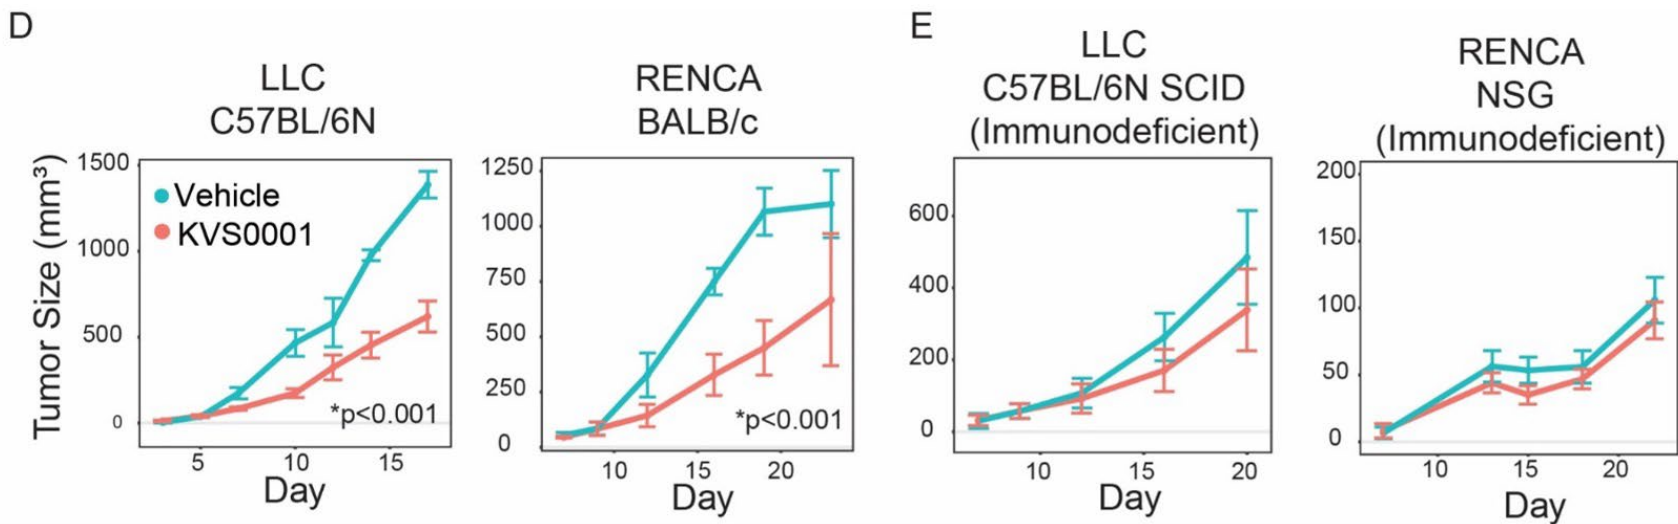 D
LLC
C57BL/6N
Tumor Size (mm³)
1500
1000
500
0
Vehicle
KVS0001
*p<0.001
5
10
15
Day
RENCA
BALB/c
1250
1000
750
500
250
0
*p<0.001
10
15
20
Day
E
LLC
C57BL/6N SCID
(Immunodeficient)
600
400
200
0
10
15
20
Day
RENCA
NSG
(Immunodeficient)
200
150
100
50
0
10
15
20
Day